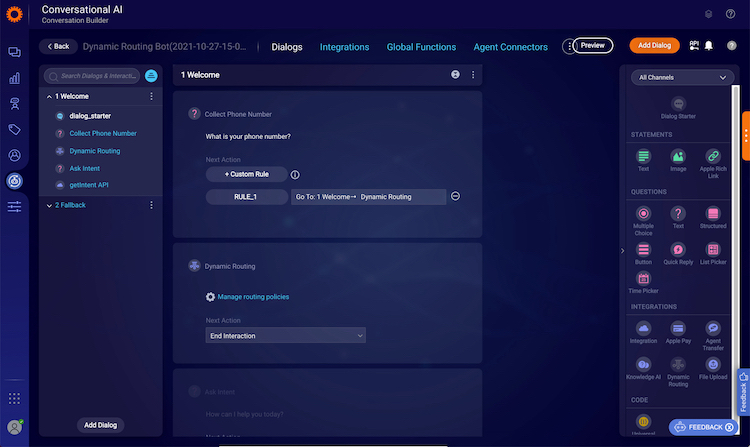 Conversational AI
Conversation Builder
Back
Dynamic Routing Bot(2021-10-27-15-0...
Dialogs
Integrations
Global Functions
Agent Connectors
Preview
Add Dialog
API
Search Dialogs & Interacti...
1 Welcome
dialog_starter
Collect Phone Number
Dynamic Routing
Ask Intent
getIntent API
2 Fallback
Add Dialog
1 Welcome
Collect Phone Number
What is your phone number?
Next Action
+ Custom Rule
RULE_1
Go To: 1 Welcome→ Dynamic Routing
Dynamic Routing
Manage routing policies
Next Action
End Interaction
Ask Intent
How can I help you today?
Next Action
All Channels
Dialog Starter
STATEMENTS
Text
Image
Apple Rich
Link
QUESTIONS
Multiple
Choice
Text
Structured
Button
Quick Reply
List Picker
Time Picker
INTEGRATIONS
Integration
Apple Pay
Agent
Transfer
Knowledge AI
Dynamic
Routing
File Upload
CODE
Universal
FEEDBACK
Feedback